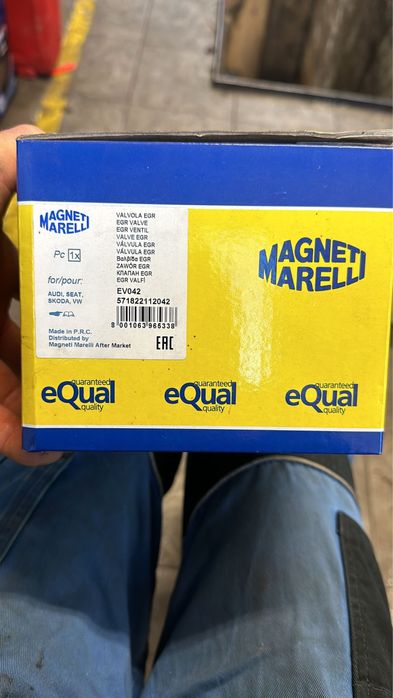 MAGNETI
MARELLI
Pc 1x
for/pour:
AUDI, SEAT,
SKODA, VW
VALVOLA EGR
EGR VALVE
EGR VENTIL
VALVE EGR
VÁLVULA EGR
VÁLVULA EGR
Βαλβίδα EGR
ZAWÓR EGR
КЛАПАН EGR
EGR VALFİ
EV042
571822112042
8 001063 965338
Made in P.R.C.
Distributed by
Magneti Marelli After Market
EAC
MAGNETI
MARELLI
guaranteed
eQual
quality
guaranteed
eQual
quality
guaranteed
eQual
quality